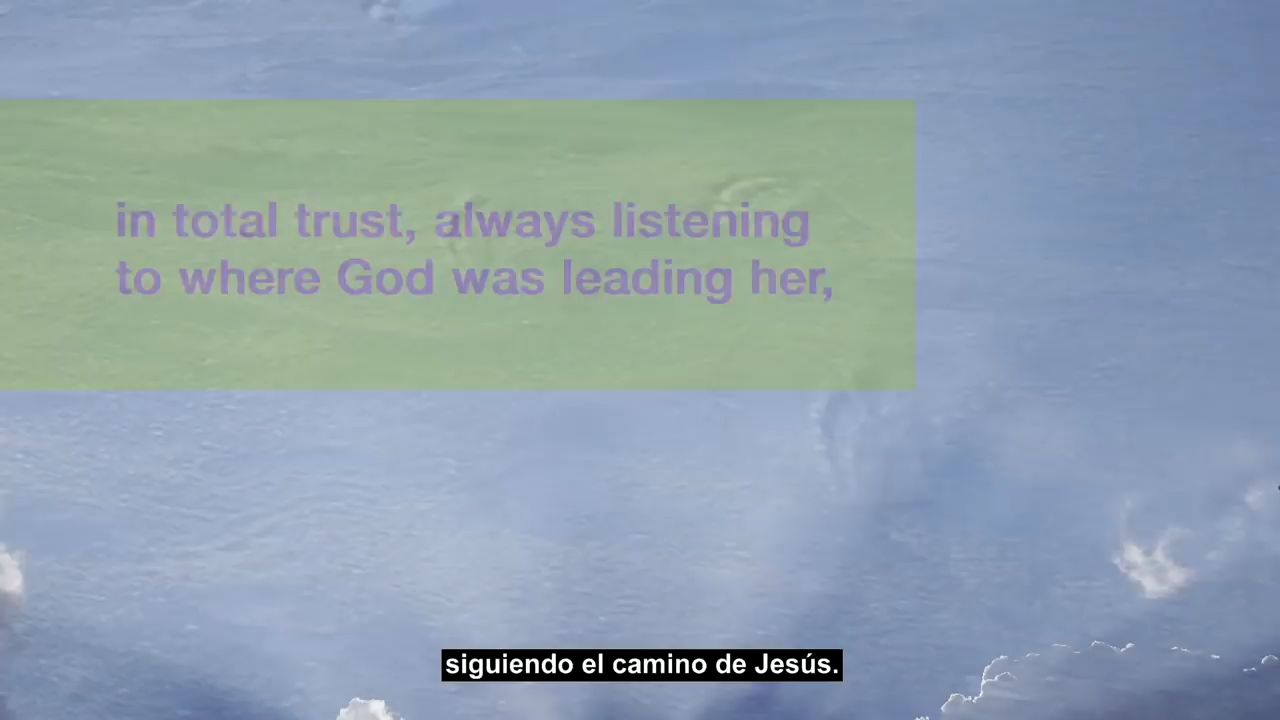 in total trust, always listening
to where God was leading her,
siguiendo el camino de Jesús.